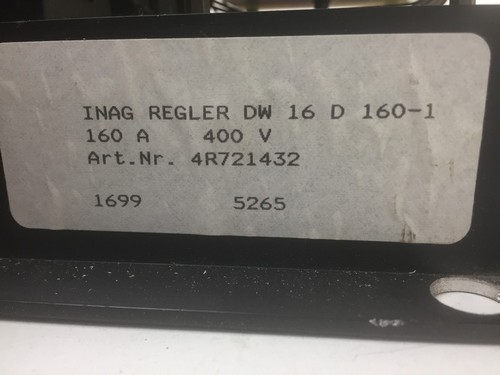 INAG REGLER DW 16 D 160-1
160 A 400 V
Art.Nr. 4R721432
1699 5265